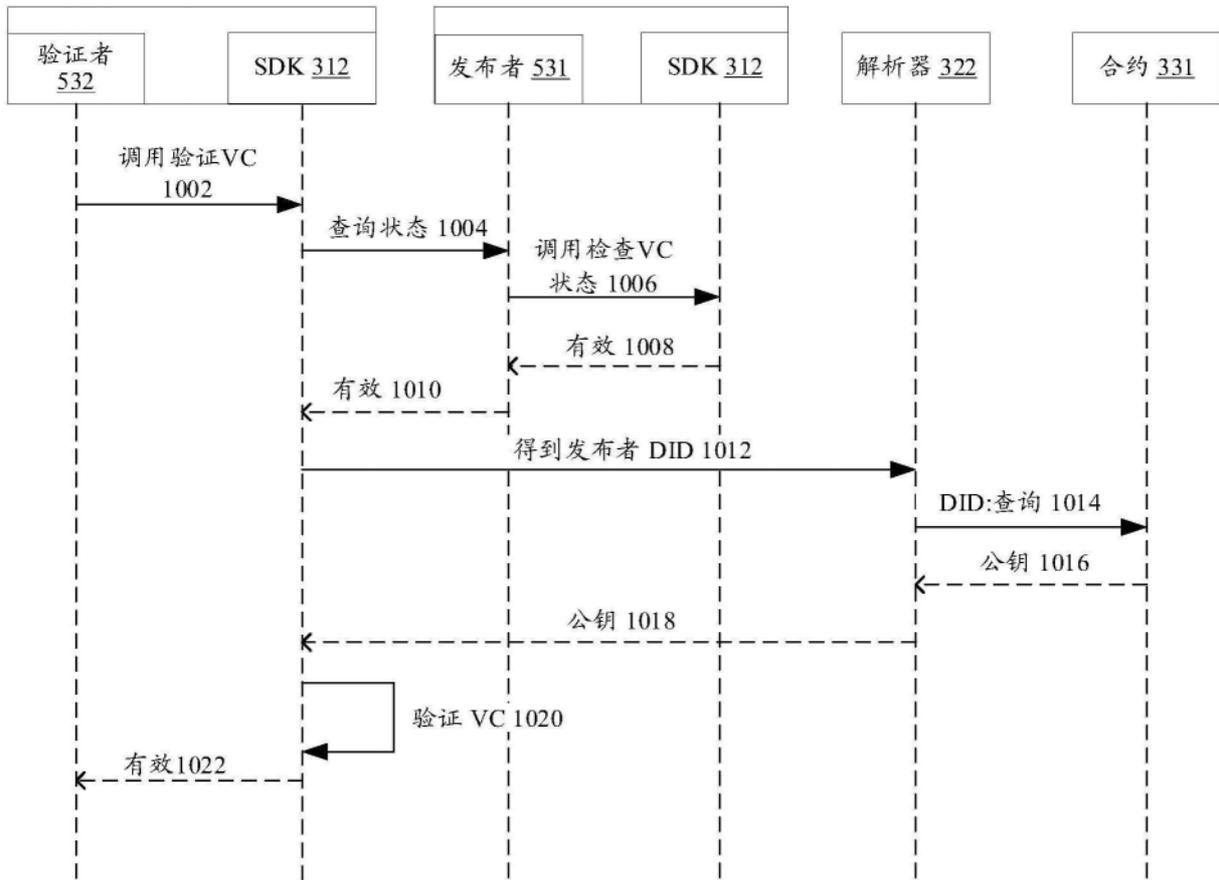 验证者
532
SDK 312
发布者 531
SDK 312
解析器 322
合约 331
调用验证VC
1002
查询状态 1004
调用检查VC
状态 1006
有效 1008
有效 1010
得到发布者 DID 1012
DID:查询 1014
公钥 1016
公钥 1018
验证 VC 1020
有效1022